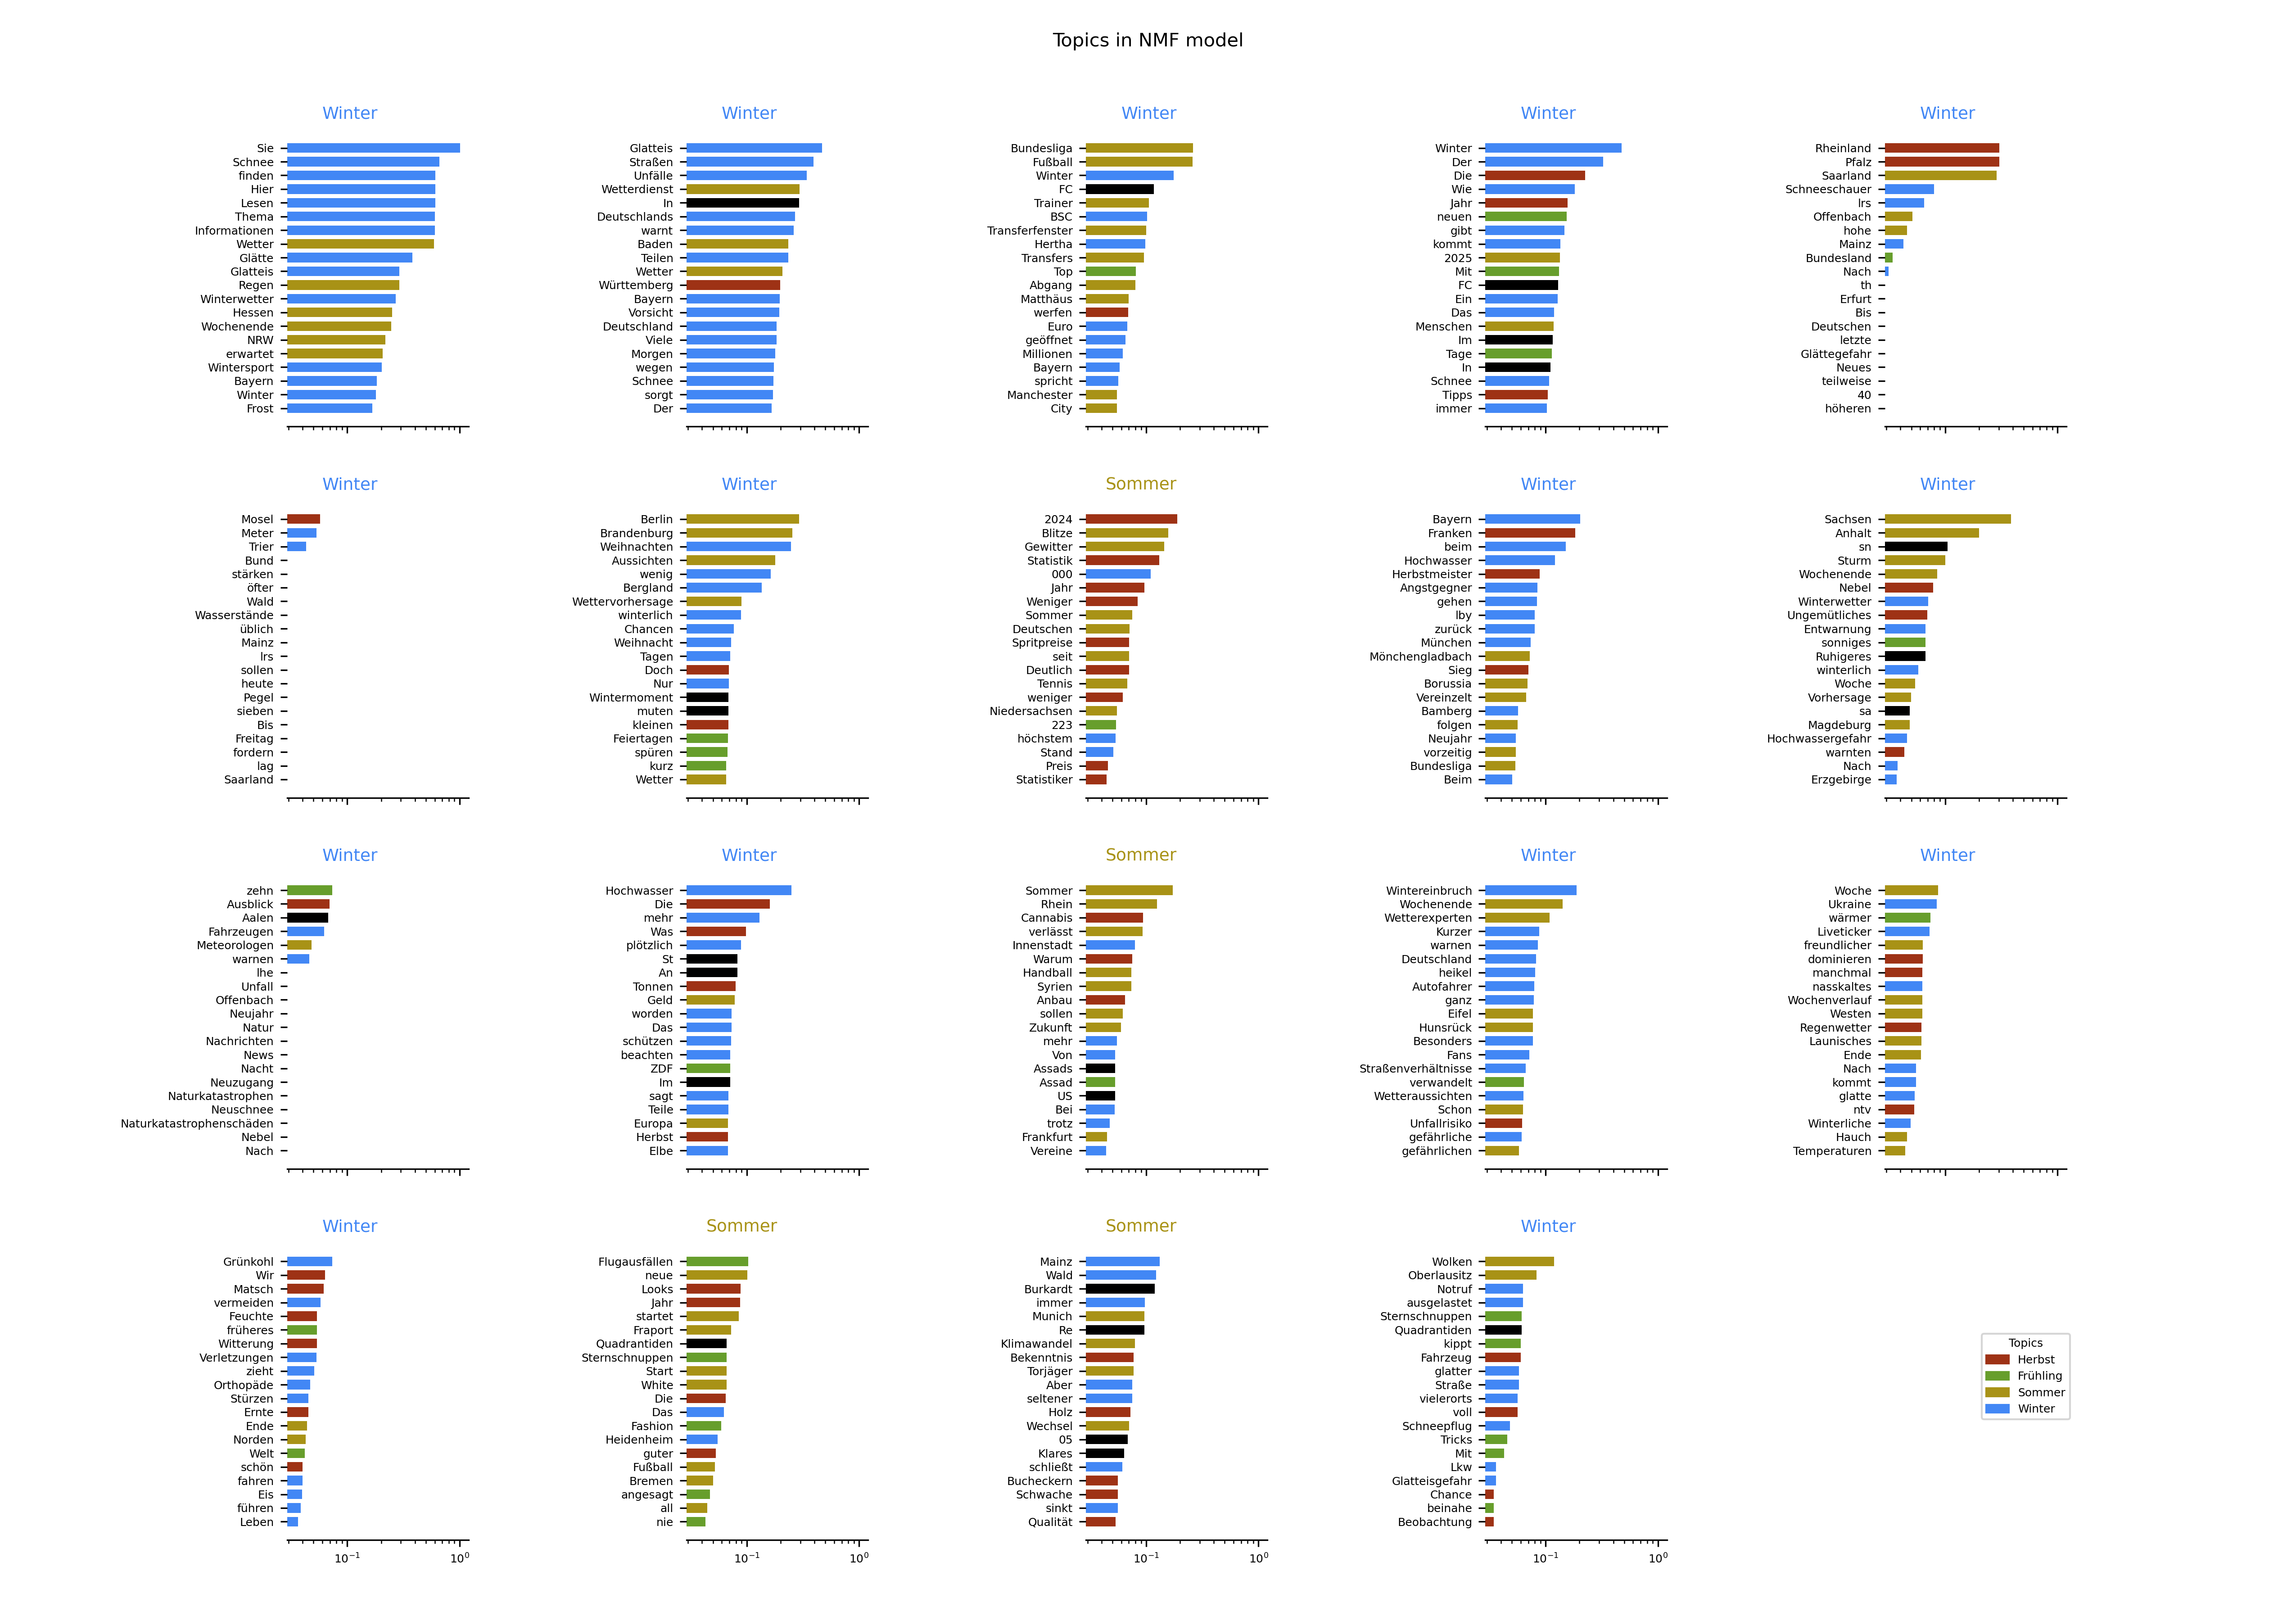 Topics in NMF model
Winter
Sie
Schnee
finden
Hier
Lesen
Thema
Informationen
Wetter
Glätte
Glatteis
Regen
Winterwetter
Hessen
Wochenende
NRW
erwartet
Wintersport
Bayern
Winter
Frost
Winter
Glatteis
Straßen
Unfälle
Wetterdienst
In
Deutschlands
warnt
Baden
Teilen
Wetter
Württemberg
Bayern
Vorsicht
Deutschland
Viele
Morgen
wegen
Schnee
sorgt
Der
Winter
Bundesliga
Fußball
Winter
FC
Trainer
BSC
Transferfenster
Hertha
Transfers
Top
Abgang
Matthäus
werfen
Euro
geöffnet
Millionen
Bayern
spricht
Manchester
City
Winter
Winter
Der
Die
Wie
Jahr
neuen
gibt
kommt
2025
Mit
FC
Ein
Das
Menschen
Im
Tage
In
Schnee
Tipps
immer
Winter
Rheinland
Pfalz
Saarland
Schneeschauer
lrs
Offenbach
hohe
Mainz
Bundesland
Nach
th
Erfurt
Bis
Deutschen
letzte
Glättegefahr
Neues
teilweise
40
höheren
Winter
Mosel
Meter
Trier
Bund
stärken
öfter
Wald
Wasserstände
üblich
Mainz
lrs
sollen
heute
Pegel
sieben
Bis
Freitag
fordern
lag
Saarland
Winter
Berlin
Brandenburg
Weihnachten
Aussichten
wenig
Bergland
Wettervorhersage
winterlich
Chancen
Weihnacht
Tagen
Doch
Nur
Wintermoment
muten
kleinen
Feiertagen
spüren
kurz
Wetter
Sommer
2024
Blitze
Gewitter
Statistik
000
Jahr
Weniger
Sommer
Deutschen
Spritpreise
seit
Deutlich
Tennis
weniger
Niedersachsen
223
höchstem
Stand
Preis
Statistiker
Winter
Bayern
Franken
beim
Hochwasser
Herbstmeister
Angstgegner
gehen
lby
zurück
München
Mönchengladbach
Sieg
Borussia
Vereinzelt
Bamberg
folgen
Neujahr
vorzeitig
Bundesliga
Beim
Winter
Sachsen
Anhalt
sn
Sturm
Wochenende
Nebel
Winterwetter
Ungemütliches
Entwarnung
sonniges
Ruhigeres
winterlich
Woche
Vorhersage
sa
Magdeburg
Hochwassergefahr
warnten
Nach
Erzgebirge
Winter
zehn
Ausblick
Aalen
Fahrzeugen
Meteorologen
warnen
lhe
Unfall
Offenbach
Neujahr
Natur
Nachrichten
News
Nacht
Neuzugang
Naturkatastrophen
Neuschnee
Naturkatastrophenschäden
Nebel
Nach
Winter
Hochwasser
Die
mehr
Was
plötzlich
St
An
Tonnen
Geld
worden
Das
schützen
beachten
ZDF
Im
sagt
Teile
Europa
Herbst
Elbe
Sommer
Sommer
Rhein
Cannabis
verlässt
Innenstadt
Warum
Handball
Syrien
Anbau
sollen
Zukunft
mehr
Von
Assads
Assad
US
Bei
trotz
Frankfurt
Vereine
Winter
Wintereinbruch
Wochenende
Wetterexperten
Kurzer
warnen
Deutschland
heikel
Autofahrer
ganz
Eifel
Hunsrück
Besonders
Fans
Straßenverhältnisse
verwandelt
Wetteraussichten
Schon
Unfallrisiko
gefährliche
gefährlichen
Winter
Woche
Ukraine
wärmer
Liveticker
freundlicher
dominieren
manchmal
nasskaltes
Wochenverlauf
Westen
Regenwetter
Launisches
Ende
Nach
kommt
glatte
ntv
Winterliche
Hauch
Temperaturen
Winter
Grünkohl
Wir
Matsch
vermeiden
Feuchte
früheres
Witterung
Verletzungen
zieht
Orthopäde
Stürzen
Ernte
Ende
Norden
Welt
schön
fahren
Eis
führen
Leben
10⁻¹ 10⁰
Sommer
Flugausfällen
neue
Looks
Jahr
startet
Fraport
Quadrantiden
Sternschnuppen
Start
White
Die
Das
Fashion
Heidenheim
guter
Fußball
Bremen
angesagt
all
nie
10⁻¹ 10⁰
Sommer
Mainz
Wald
Burkardt
immer
Munich
Re
Klimawandel
Bekenntnis
Torjäger
Aber
seltener
Holz
Wechsel
05
Klares
schließt
Bucheckern
Schwache
sinkt
Qualität
10⁻¹ 10⁰
Winter
Wolken
Oberlausitz
Notruf
ausgelastet
Sternschnuppen
Quadrantiden
kippt
Fahrzeug
glatter
Straße
vielerorts
voll
Schneepflug
Tricks
Mit
Lkw
Glatteisgefahr
Chance
beinahe
Beobachtung
10⁻¹ 10⁰
Topics
Herbst
Frühling
Sommer
Winter